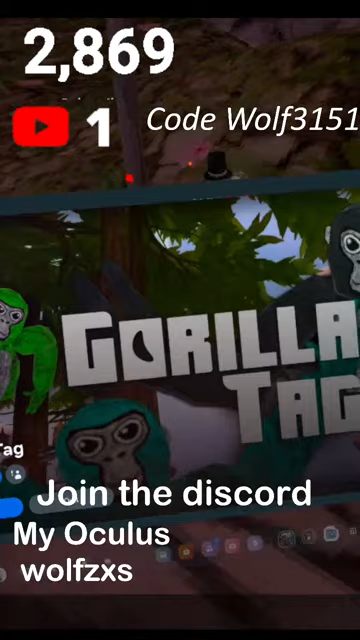 2,869
1 Code Wolf3151
GORILLA
TAG
Tag
Join the discord
My Oculus
wolfzxs